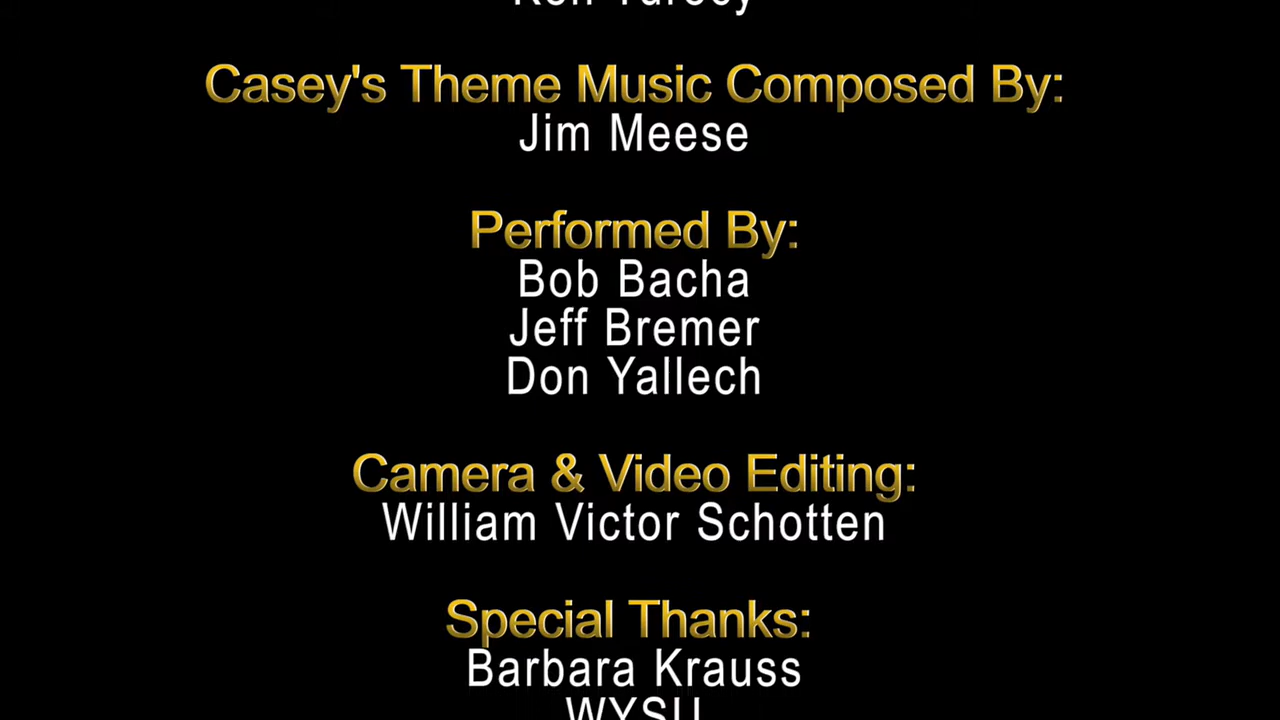 Casey's Theme Music Composed By:
Jim Meese
Performed By:
Bob Bacha
Jeff Bremer
Don Yallech
Camera & Video Editing:
William Victor Schotten
Special Thanks:
Barbara Krauss
WYSU